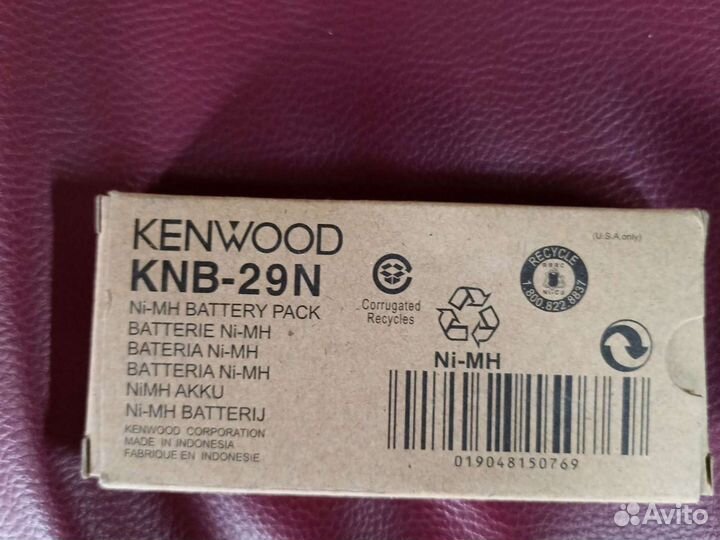 KENWOOD
KNB-29N
Ni-MH BATTERY PACK
BATTERIE Ni-MH
BATERIA Ni-MH
BATTERIA Ni-MH
NiMH AKKU
Ni-MH BATTERIJ
KENWOOD CORPORATION
MADE IN INDONESIA
FABRIQUE EN INDONESIE
Corrugated
Recycles
Ni-MH
(U.S.A.only)
RECYCLE
RBRC
1.800.822.8837
019048150769
Avito